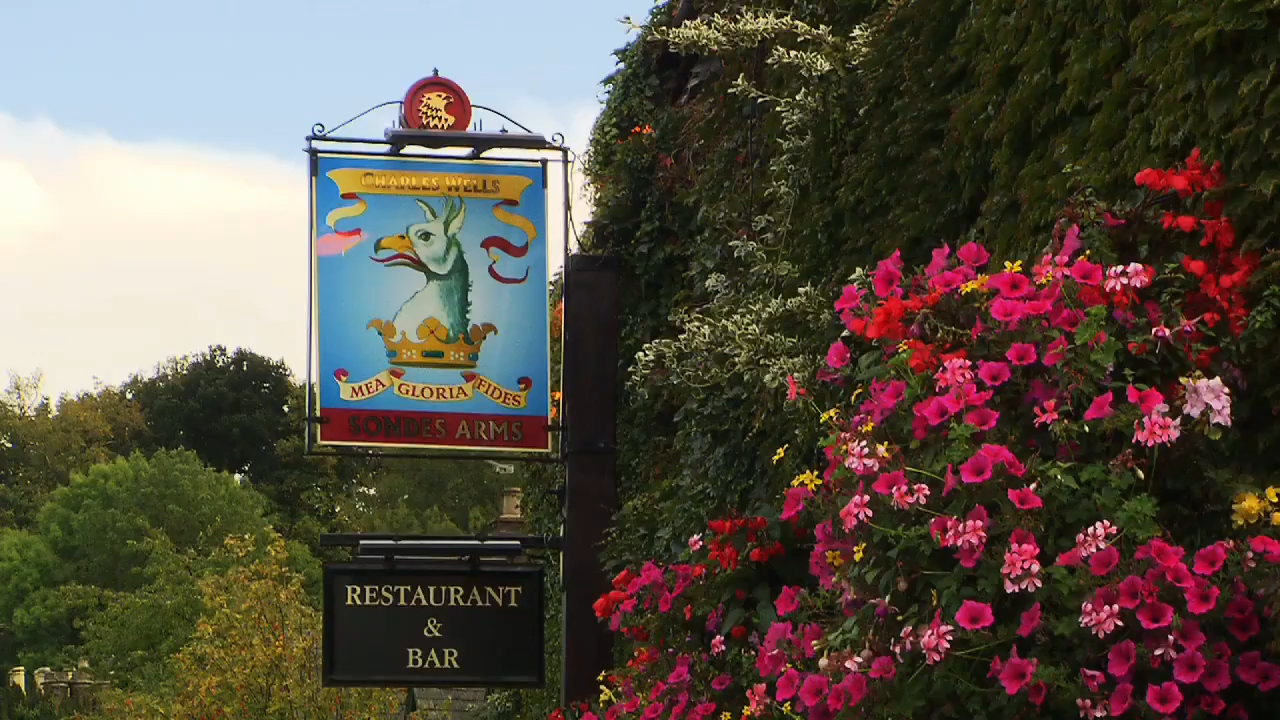 CHARLES WELLS
MEA GLORIA FIDES
SONDES ARMS
RESTAURANT
&
BAR